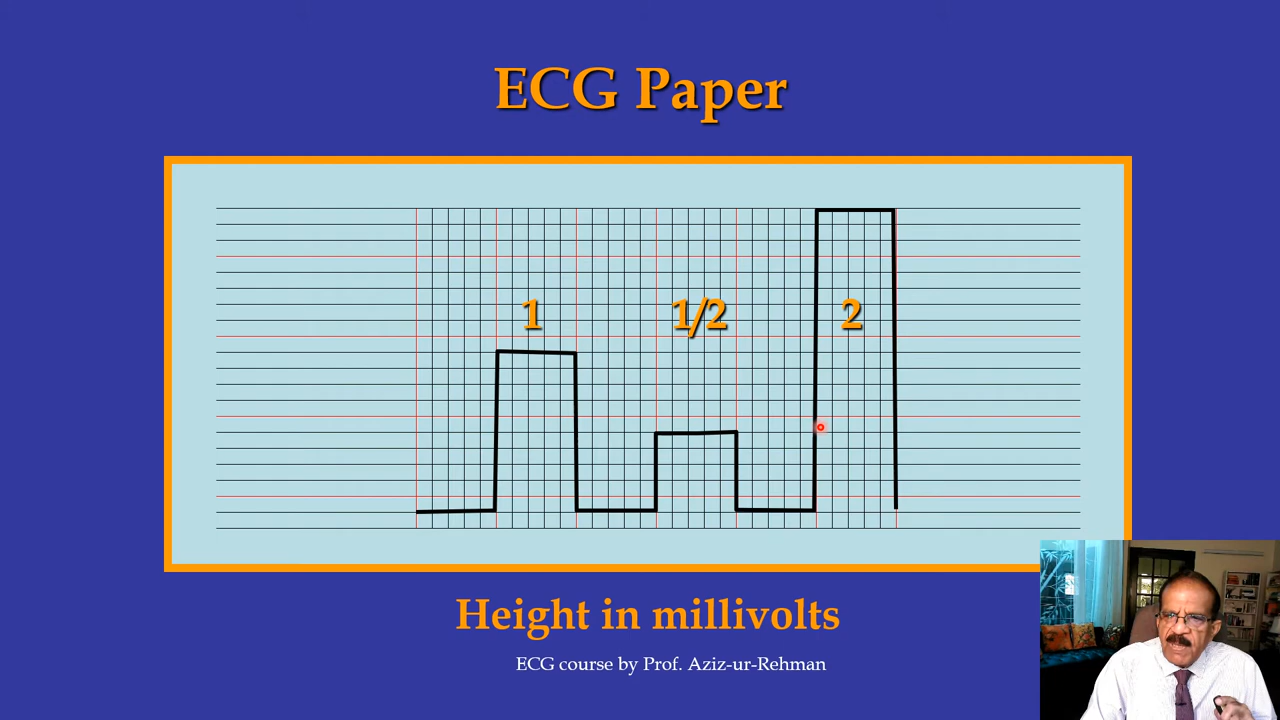 ECG Paper
1
1/2
2
Height in millivolts
ECG course by Prof. Aziz-ur-Rehman